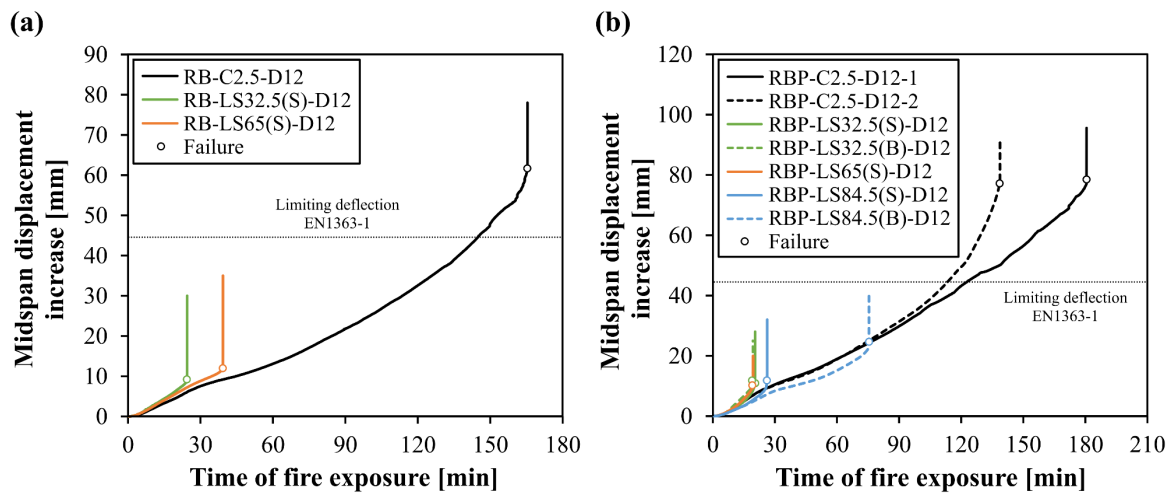 (a)
90
80
70
60
50
40
30
20
10
0
Midspan displacement
increase [mm]
RB-C2.5-D12
RB-LS32.5(S)-D12
RB-LS65(S)-D12
Failure
Limiting deflection
EN1363-1
0 30 60 90 120 150 180
Time of fire exposure [min]
(b)
120
100
80
60
40
20
0
Midspan displacement
increase [mm]
RBP-C2.5-D12-1
RBP-C2.5-D12-2
RBP-LS32.5(S)-D12
RBP-LS32.5(B)-D12
RBP-LS65(S)-D12
RBP-LS84.5(S)-D12
RBP-LS84.5(B)-D12
Failure
Limiting deflection
EN1363-1
0 30 60 90 120 150 180 210
Time of fire exposure [min]